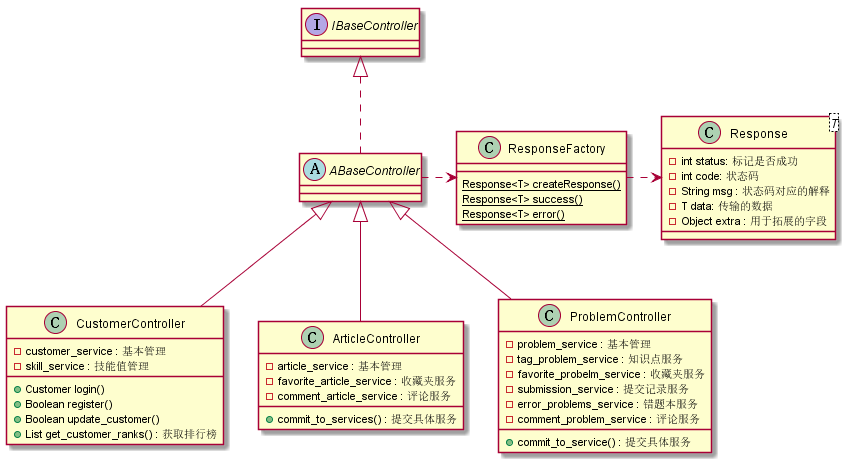 I IBaseController
A ABaseController
C ResponseFactory
Response<T> createResponse()
Response<T> success()
Response<T> error()
C Response T
int status: 标记是否成功
int code: 状态码
String msg : 状态码对应的解释
T data: 传输的数据
Object extra : 用于拓展的字段
C CustomerController
customer_service : 基本管理
skill_service : 技能值管理
Customer login()
Boolean register()
Boolean update_customer()
List get_customer_ranks() : 获取排行榜
C ArticleController
article_service : 基本管理
favorite_article_service : 收藏夹服务
comment_article_service : 评论服务
commit_to_services() : 提交具体服务
C ProblemController
problem_service : 基本管理
tag_problem_service : 知识点服务
favorite_probelm_service : 收藏夹服务
submission_service : 提交记录服务
error_problems_service : 错题本服务
comment_problem_service : 评论服务
commit_to_service() : 提交具体服务